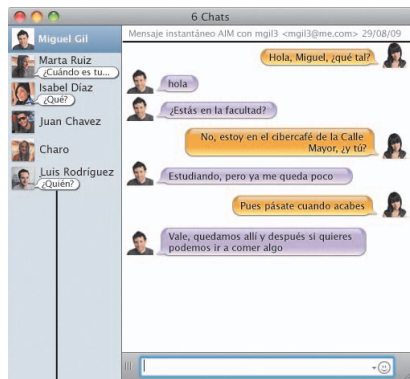 6 Chats
Miguel Gil
Marta Ruiz
¿Cuándo es tu...
Isabel Díaz
¿Qué?
Juan Chavez
Charo
Luis Rodríguez
¿Quién?
Mensaje instantáneo AIM con mgil3 <mgil3@me.com> 29/08/09
Hola, Miguel, ¿qué tal?
hola
¿Estás en la facultad?
No, estoy en el cibercafé de la Calle
Mayor, ¿y tú?
Estudiando, pero ya me queda poco
Pues pásate cuando acabes
Vale, quedamos allí y después si quieres
podemos ir a comer algo